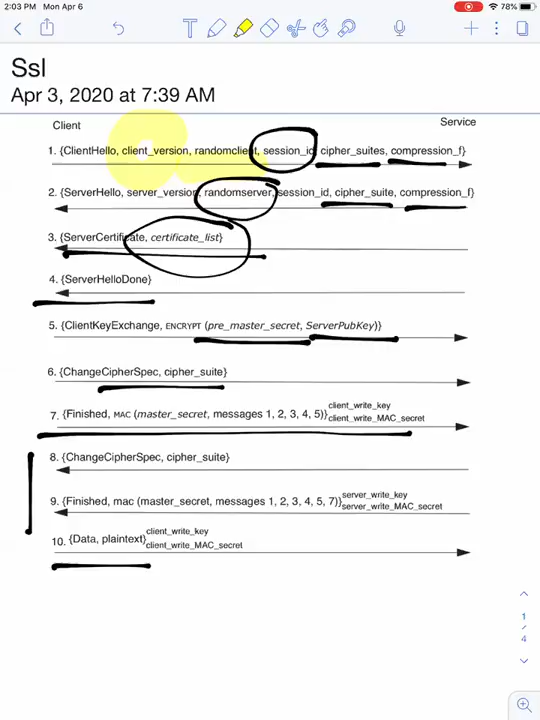 2:03 PM Mon Apr 6 78%
T
Ssl
Apr 3, 2020 at 7:39 AM
Client Service
1. {ClientHello, client_version, randomclient, session_id, cipher_suites, compression_f}
2. {ServerHello, server_version, randomserver, session_id, cipher_suite, compression_f}
3. {ServerCertificate, certificate_list}
4. {ServerHelloDone}
5. {ClientKeyExchange, ENCRYPT (pre_master_secret, ServerPubKey)}
6. {ChangeCipherSpec, cipher_suite}
7. {Finished, MAC (master_secret, messages 1, 2, 3, 4, 5)}client_write_key
client_write_MAC_secret
8. {ChangeCipherSpec, cipher_suite}
9. {Finished, mac (master_secret, messages 1, 2, 3, 4, 5, 7)}server_write_key
server_write_MAC_secret
10. {Data, plaintext}client_write_key
client_write_MAC_secret
1
/
4